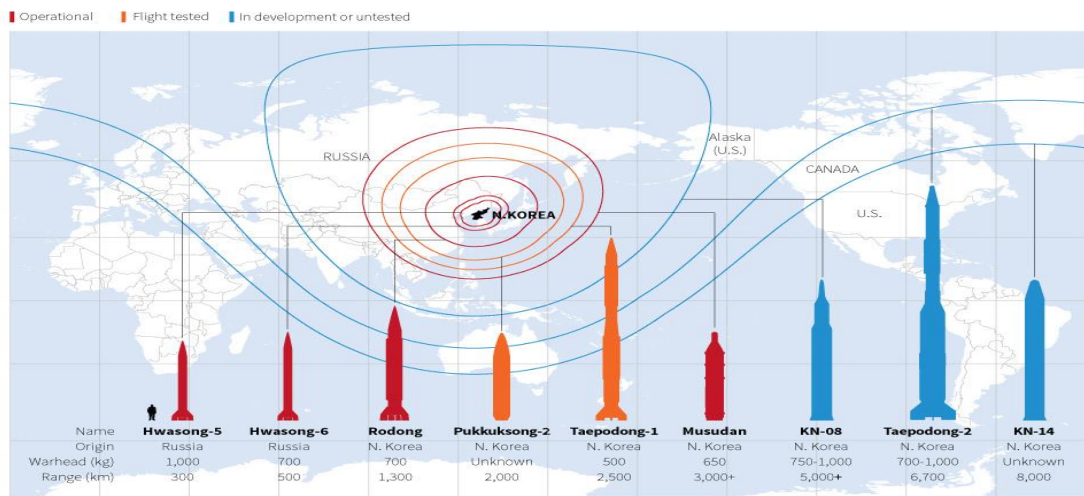 Operational Flight tested In development or untested
Alaska
(U.S.)
RUSSIA
CANADA
U.S.
N.KOREA
Name Hwasong-5 Hwasong-6 Rodong Pukkuksong-2 Taepodong-1 Musudan KN-08 Taepodong-2 KN-14
Origin Russia Russia N. Korea N. Korea N. Korea N. Korea N. Korea N. Korea N. Korea
Warhead (kg) 1,000 700 700 Unknown 500 650 750-1,000 700-1,000 Unknown
Range (km) 300 500 1,300 2,000 2,500 3,000+ 5,000+ 6,700 8,000